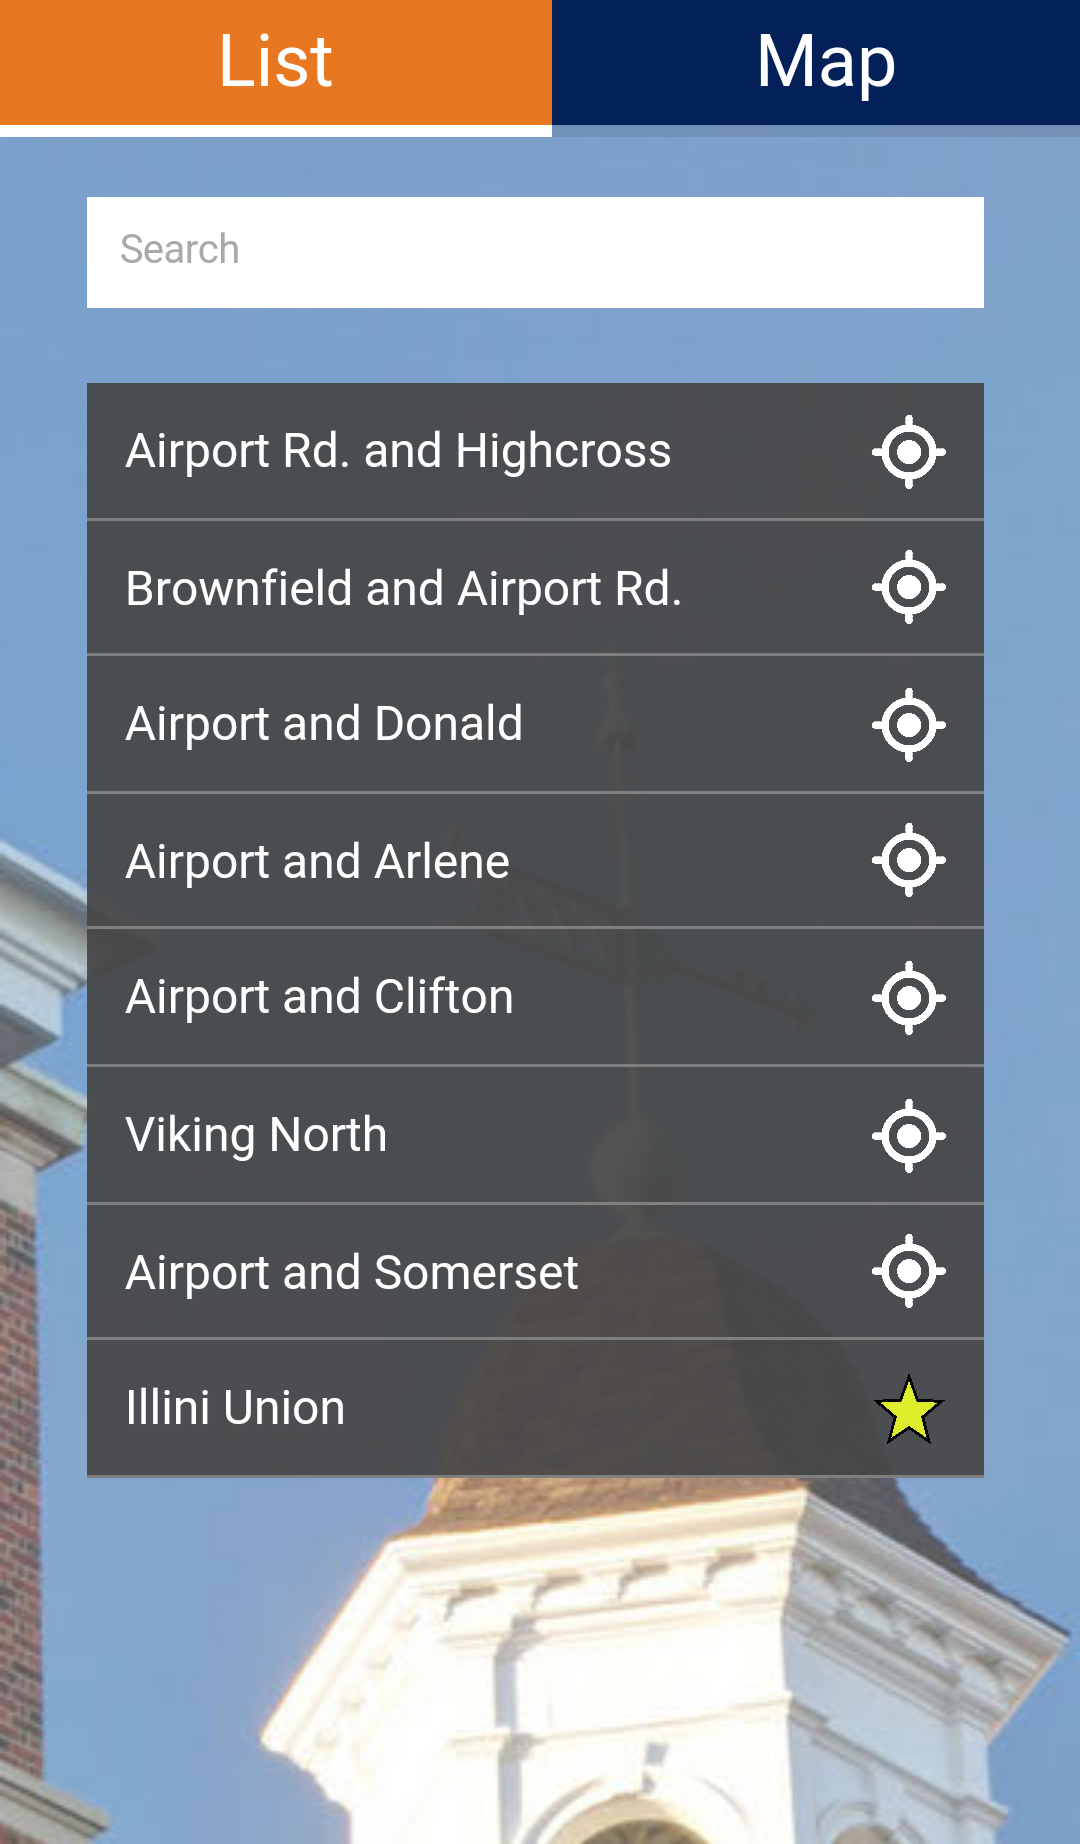 List
Map
Search
Airport Rd. and Highcross
Brownfield and Airport Rd.
Airport and Donald
Airport and Arlene
Airport and Clifton
Viking North
Airport and Somerset
Illini Union